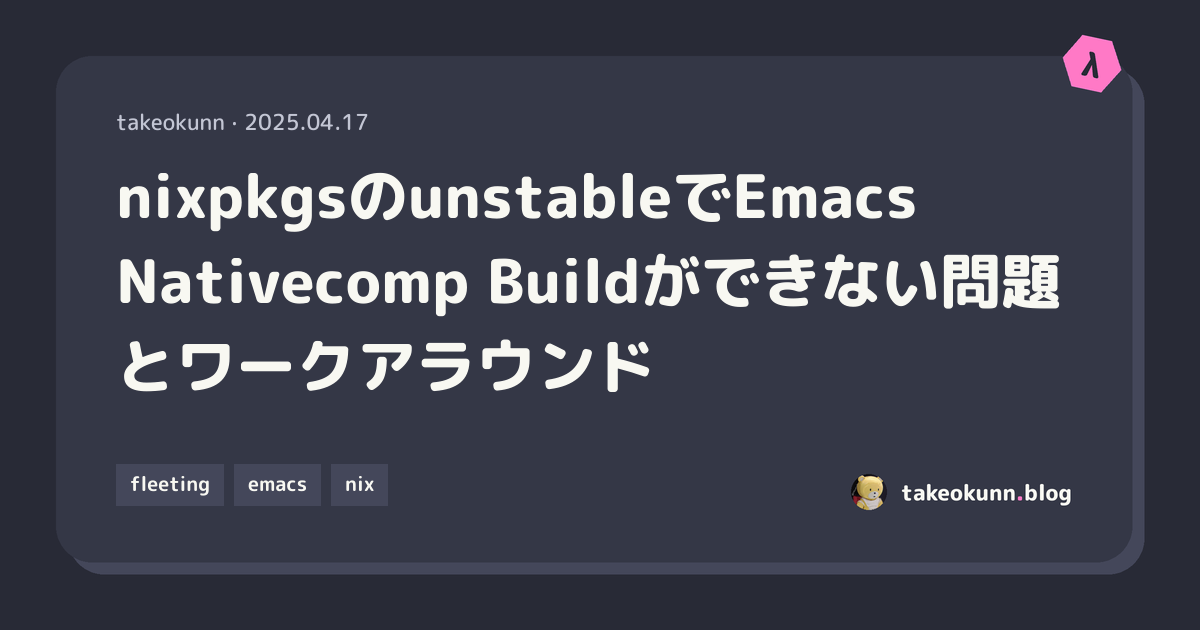 λ
takeokunn · 2025.04.17
nixpkgsのunstableでEmacs
Nativecomp Buildができない問題
とワークアラウンド
fleeting emacs nix
takeokunn.blog